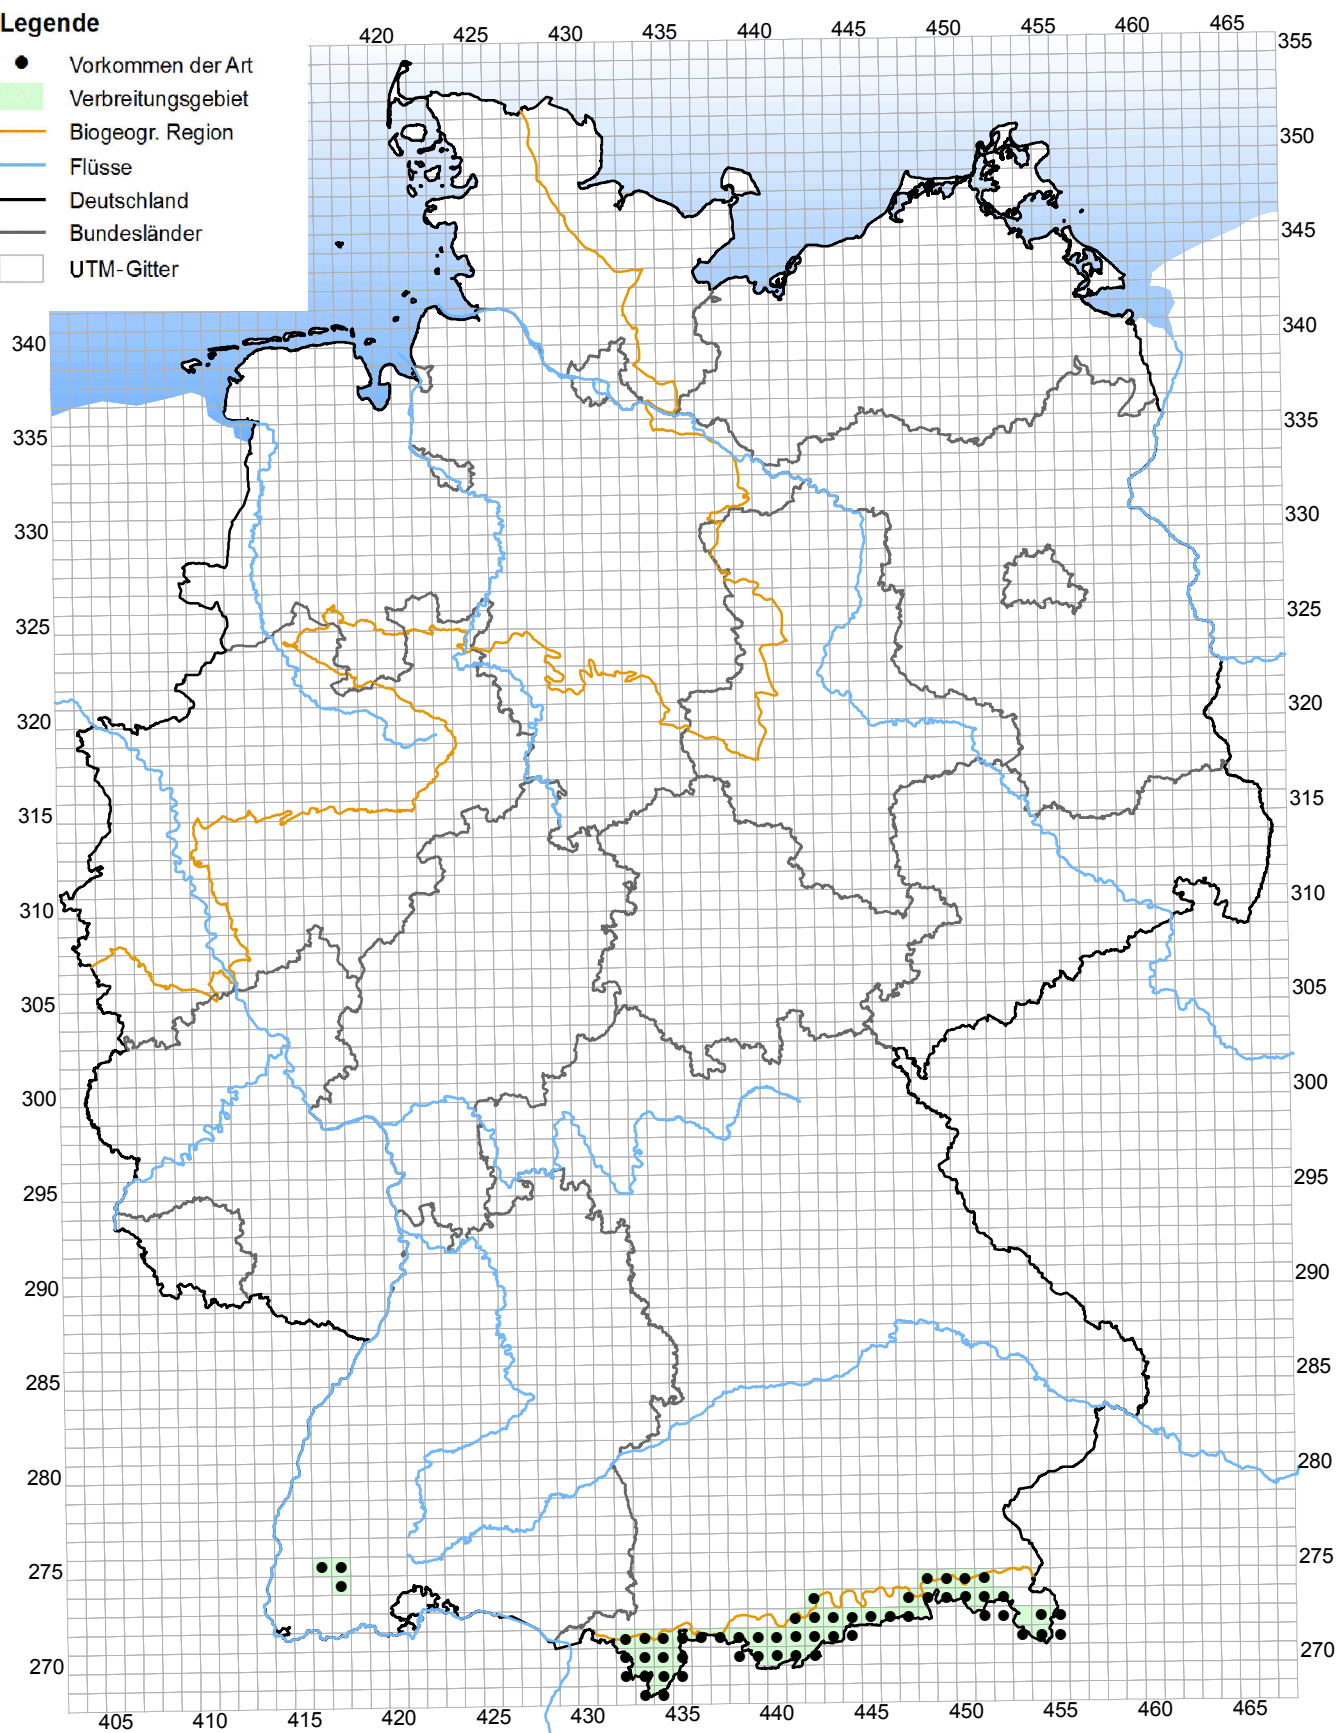 Legende
Vorkommen der Art
Verbreitungsgebiet
Biogeogr. Region
Flüsse
Deutschland
Bundesländer
UTM-Gitter
420 425 430 435 440 445 450 455 460 465
355
350
345
340 340
335 335
330 330
325 325
320 320
315 315
310 310
305 305
300 300
295 295
290 290
285 285
280 280
275 275
270 270
405 410 415 420 425 430 435 440 445 450 455 460 465